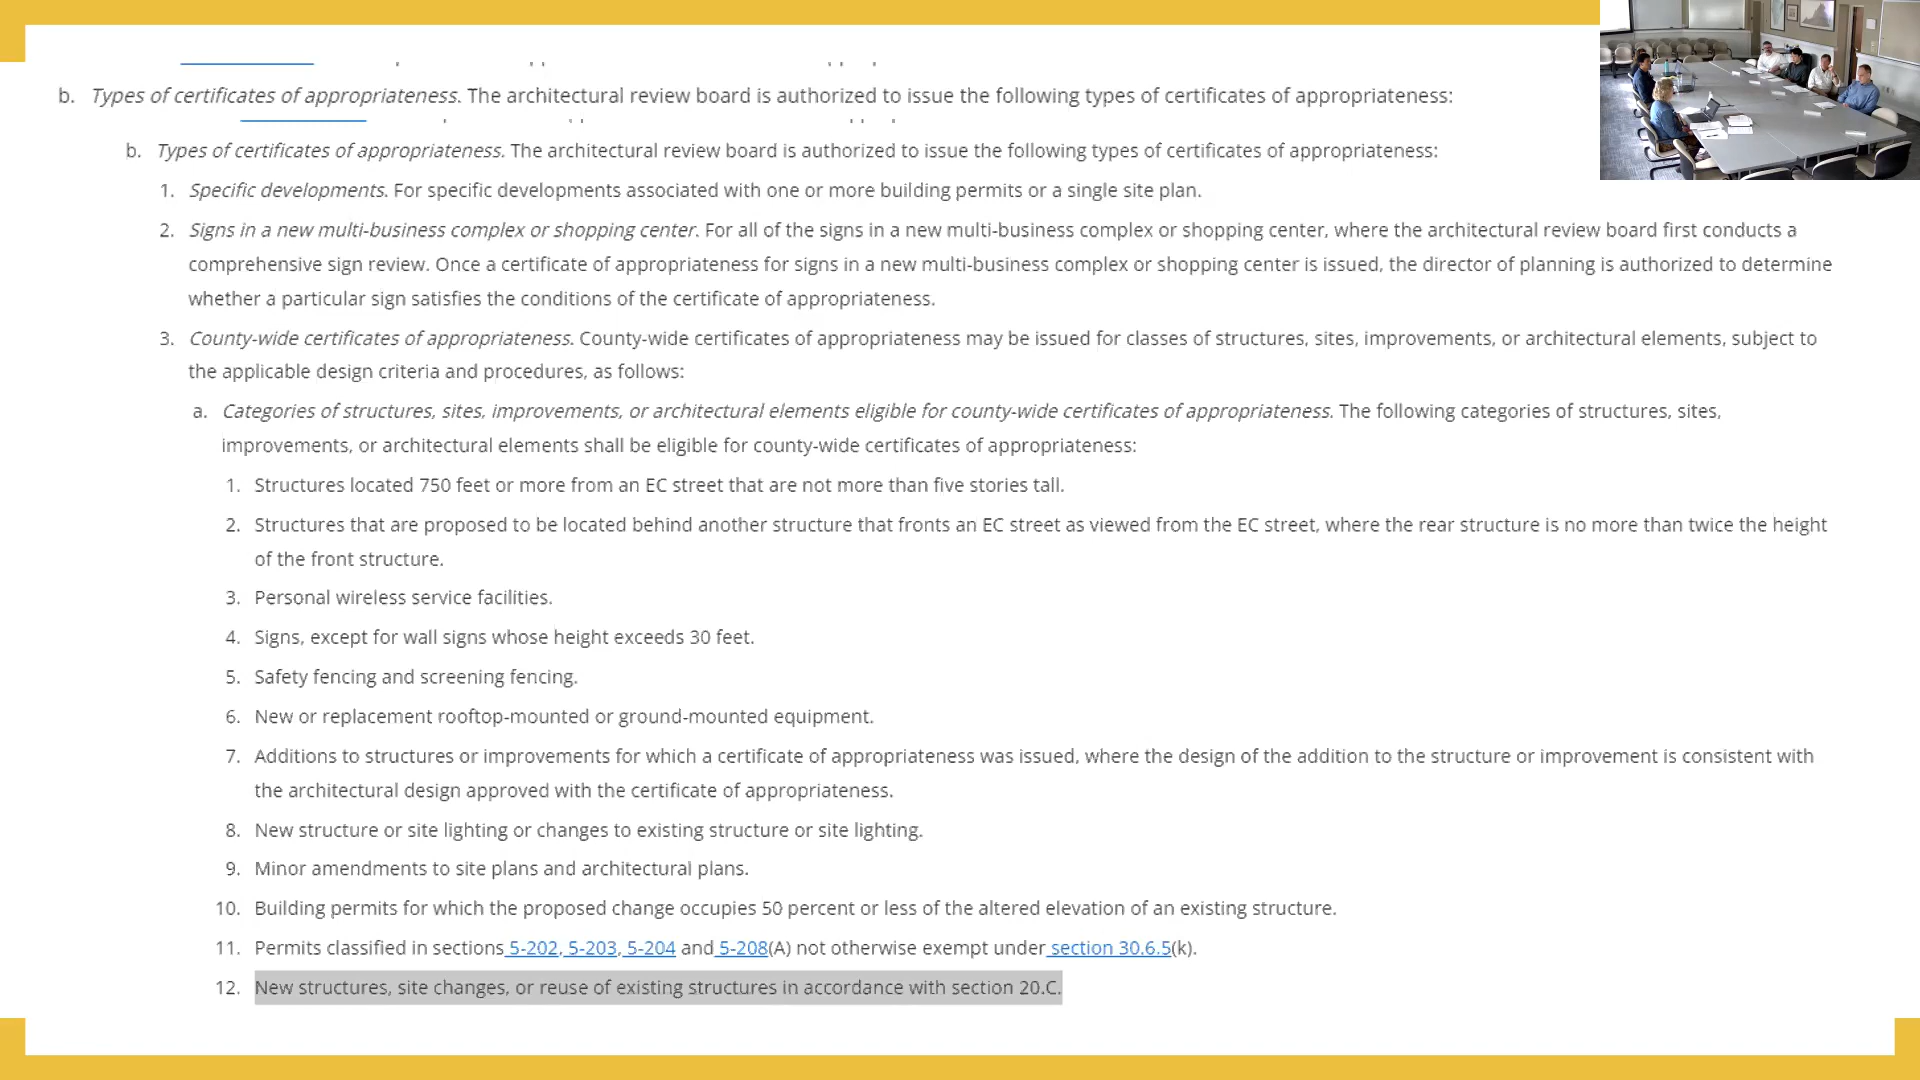 b. Types of certificates of appropriateness. The architectural review board is authorized to issue the following types of certificates of appropriateness:
b. Types of certificates of appropriateness. The architectural review board is authorized to issue the following types of certificates of appropriateness:
1. Specific developments. For specific developments associated with one or more building permits or a single site plan.
2. Signs in a new multi-business complex or shopping center. For all of the signs in a new multi-business complex or shopping center, where the architectural review board first conducts a
comprehensive sign review. Once a certificate of appropriateness for signs in a new multi-business complex or shopping center is issued, the director of planning is authorized to determine
whether a particular sign satisfies the conditions of the certificate of appropriateness.
3. County-wide certificates of appropriateness. County-wide certificates of appropriateness may be issued for classes of structures, sites, improvements, or architectural elements, subject to
the applicable design criteria and procedures, as follows:
a. Categories of structures, sites, improvements, or architectural elements eligible for county-wide certificates of appropriateness. The following categories of structures, sites,
improvements, or architectural elements shall be eligible for county-wide certificates of appropriateness:
1. Structures located 750 feet or more from an EC street that are not more than five stories tall.
2. Structures that are proposed to be located behind another structure that fronts an EC street as viewed from the EC street, where the rear structure is no more than twice the height
of the front structure.
3. Personal wireless service facilities.
4. Signs, except for wall signs whose height exceeds 30 feet.
5. Safety fencing and screening fencing.
6. New or replacement rooftop-mounted or ground-mounted equipment.
7. Additions to structures or improvements for which a certificate of appropriateness was issued, where the design of the addition to the structure or improvement is consistent with
the architectural design approved with the certificate of appropriateness.
8. New structure or site lighting or changes to existing structure or site lighting.
9. Minor amendments to site plans and architectural plans.
10. Building permits for which the proposed change occupies 50 percent or less of the altered elevation of an existing structure.
11. Permits classified in sections 5-202, 5-203, 5-204 and 5-208(A) not otherwise exempt under section 30.6.5(k).
12. New structures, site changes, or reuse of existing structures in accordance with section 20.C.